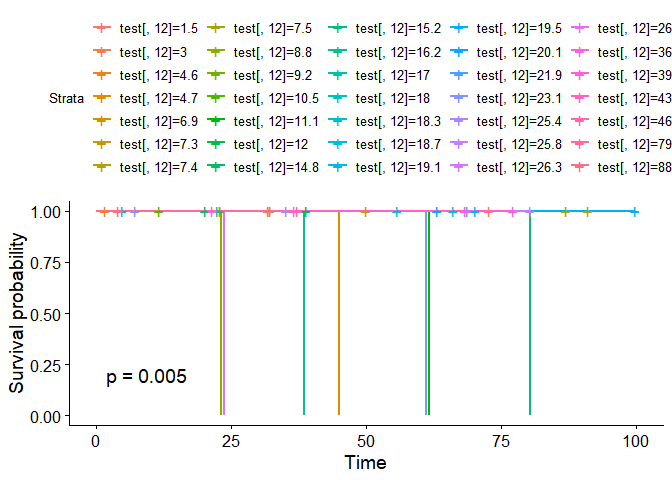 test[, 12]=1.5 test[, 12]=7.5 test[, 12]=15.2 test[, 12]=19.5 test[, 12]=26
test[, 12]=3 test[, 12]=8.8 test[, 12]=16.2 test[, 12]=20.1 test[, 12]=36
test[, 12]=4.6 test[, 12]=9.2 test[, 12]=17 test[, 12]=21.9 test[, 12]=39
Strata test[, 12]=4.7 test[, 12]=10.5 test[, 12]=18 test[, 12]=23.1 test[, 12]=43
test[, 12]=6.9 test[, 12]=11.1 test[, 12]=18.3 test[, 12]=25.4 test[, 12]=46
test[, 12]=7.3 test[, 12]=12 test[, 12]=18.7 test[, 12]=25.8 test[, 12]=79
test[, 12]=7.4 test[, 12]=14.8 test[, 12]=19.1 test[, 12]=26.3 test[, 12]=88
Survival probability
1.00
0.75
0.50
0.25
0.00
p = 0.005
0 25 50 75 100
Time